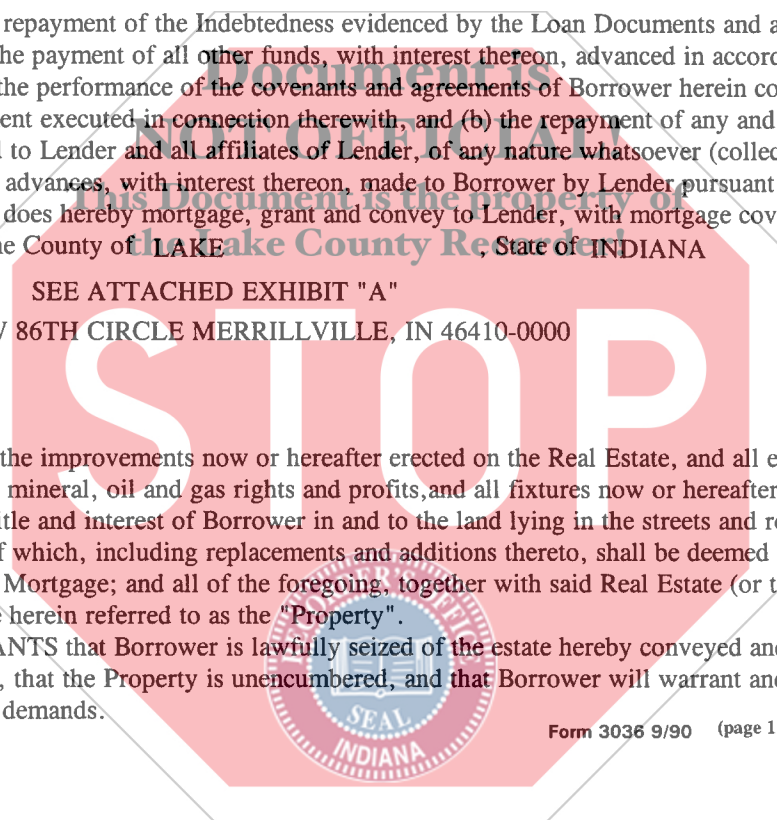 repayment of the Indebtedness evidenced by the Loan Documents and a
he payment of all other funds, with interest thereon, advanced in accord
Document is
the performance of the covenants and agreements of Borrower herein co
ent executed in connection therewith, and (b) the repayment of any and
NOT OFFICIAL!
to Lender and all affiliates of Lender, of any nature whatsoever (collec
advances, with interest thereon, made to Borrower by Lender pursuant
This Document is the property of
does hereby mortgage, grant and convey to Lender, with mortgage cov
ne County of LAKE , State of INDIANA
the Lake County Recorder!
SEE ATTACHED EXHIBIT "A"
86TH CIRCLE MERRILLVILLE, IN 46410-0000
STOP
the improvements now or hereafter erected on the Real Estate, and all e
mineral, oil and gas rights and profits,and all fixtures now or hereafter
itle and interest of Borrower in and to the land lying in the streets and r
f which, including replacements and additions thereto, shall be deemed
Mortgage; and all of the foregoing, together with said Real Estate (or t
herein referred to as the "Property".
ANTS that Borrower is lawfully seized of the estate hereby conveyed and
, that the Property is unencumbered, and that Borrower will warrant and
demands.
RECORDER'S OFFICE
SEAL
INDIANA
Form 3036 9/90 (page 1